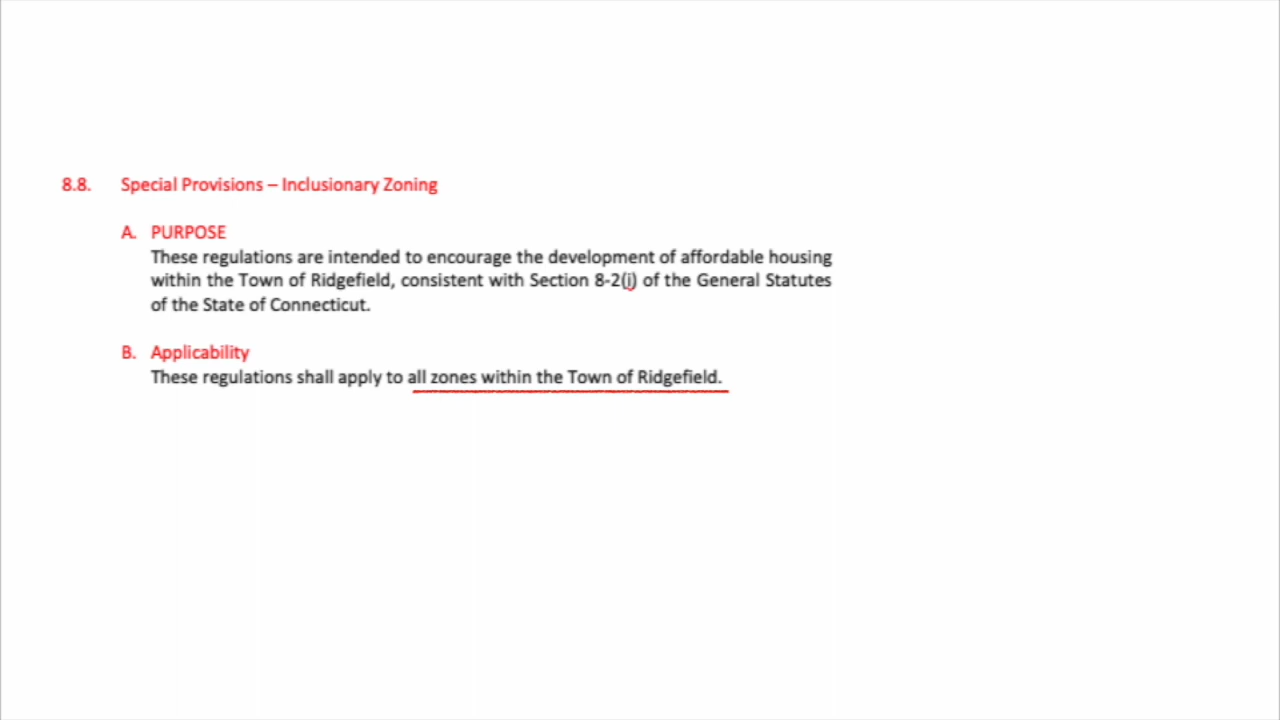 8.8. Special Provisions – Inclusionary Zoning
A. PURPOSE
These regulations are intended to encourage the development of affordable housing
within the Town of Ridgefield, consistent with Section 8-2(i) of the General Statutes
of the State of Connecticut.
B. Applicability
These regulations shall apply to all zones within the Town of Ridgefield.